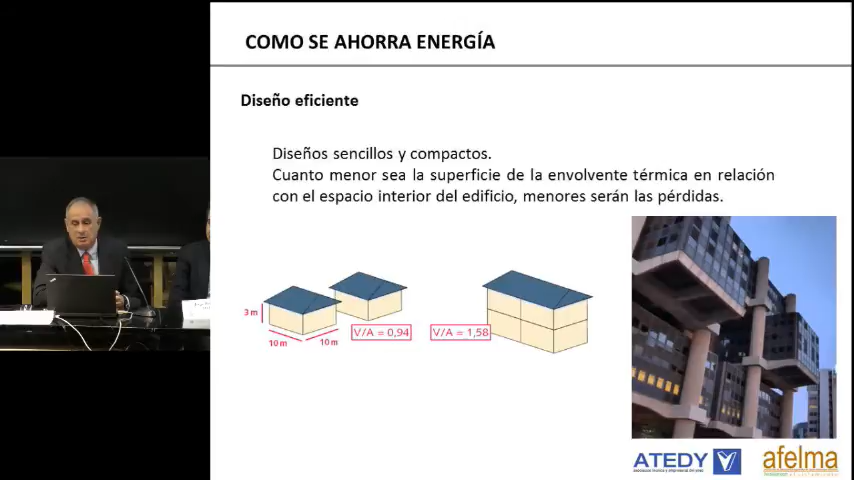 COMO SE AHORRA ENERGÍA
Diseño eficiente
Diseños sencillos y compactos.
Cuanto menor sea la superficie de la envolvente térmica en relación
con el espacio interior del edificio, menores serán las pérdidas.
3 m
10 m
10 m
V/A = 0,94
V/A = 1,58
ATEDY
afelma